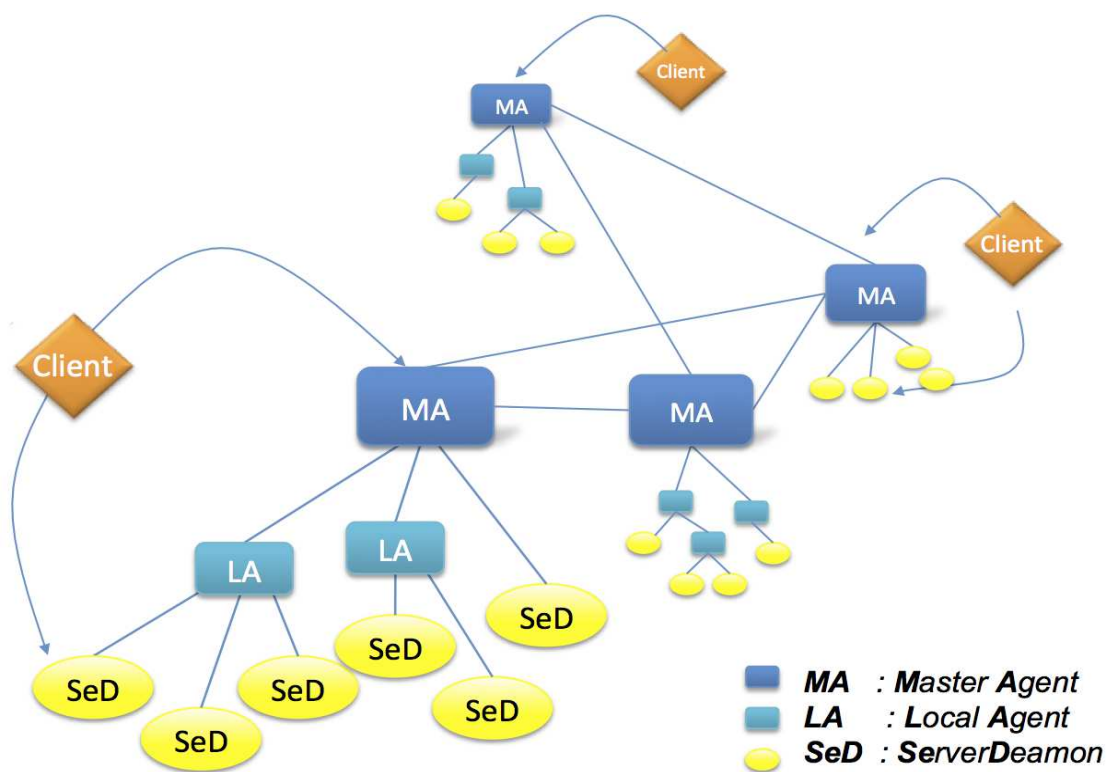 Client
MA
Client
MA
Client
MA
MA
LA
LA
SeD
SeD
SeD
SeD
SeD
SeD
MA : Master Agent
LA : Local Agent
SeD : ServerDeamon